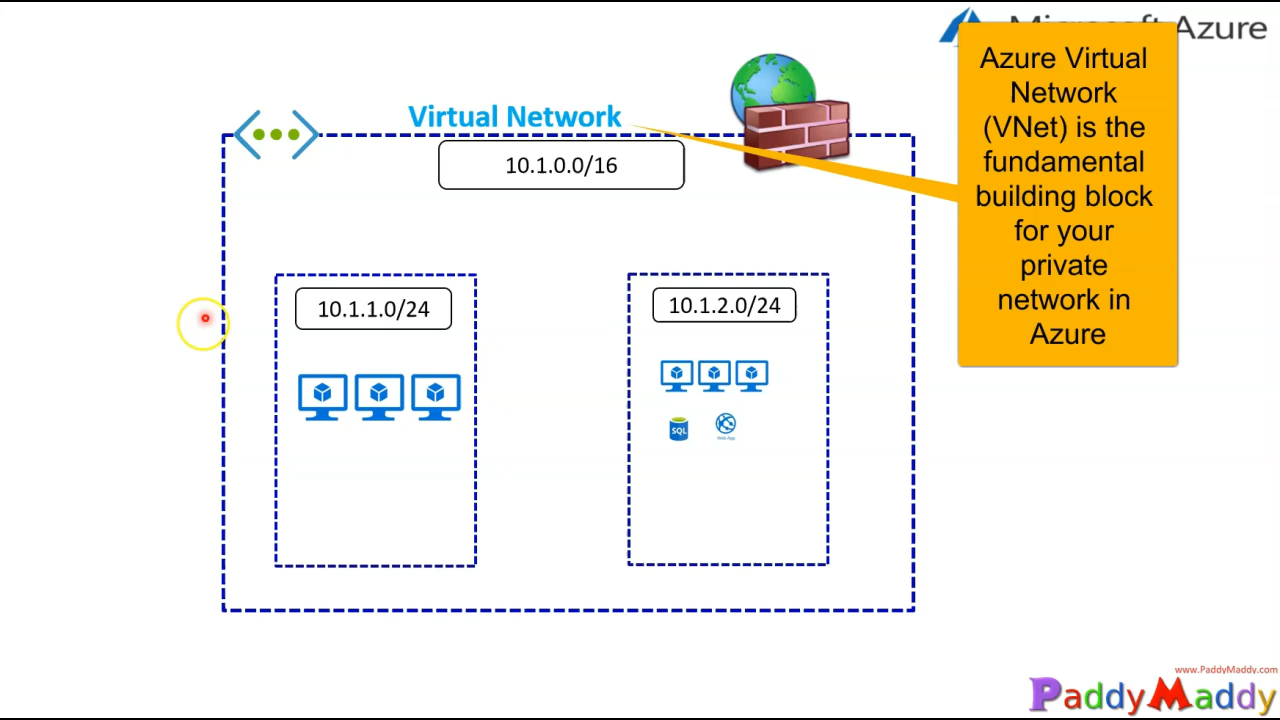 Microsoft Azure
Azure Virtual
Network
(VNet) is the
fundamental
building block
for your
private
network in
Azure
Virtual Network
10.1.0.0/16
10.1.1.0/24
10.1.2.0/24
SQL
Web App
www.PaddyMaddy.com
PaddyMaddy